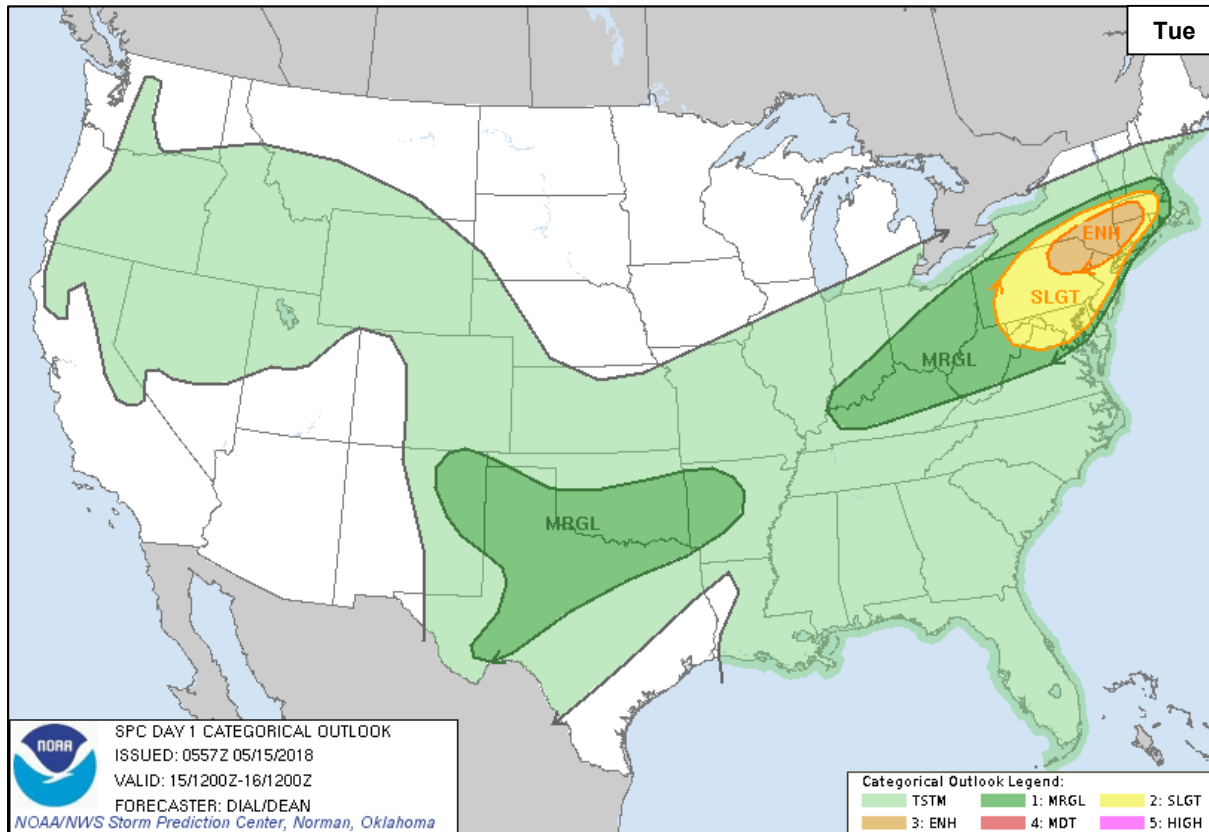 Tue
ENH
SLGT
MRGL
MRGL
NOAA
SPC DAY 1 CATEGORICAL OUTLOOK
ISSUED: 0557Z 05/15/2018
VALID: 15/1200Z-16/1200Z
FORECASTER: DIAL/DEAN
NOAA/NWS Storm Prediction Center, Norman, Oklahoma
Categorical Outlook Legend:
TSTM 1: MRGL 2: SLGT
3: ENH 4: MDT 5: HIGH